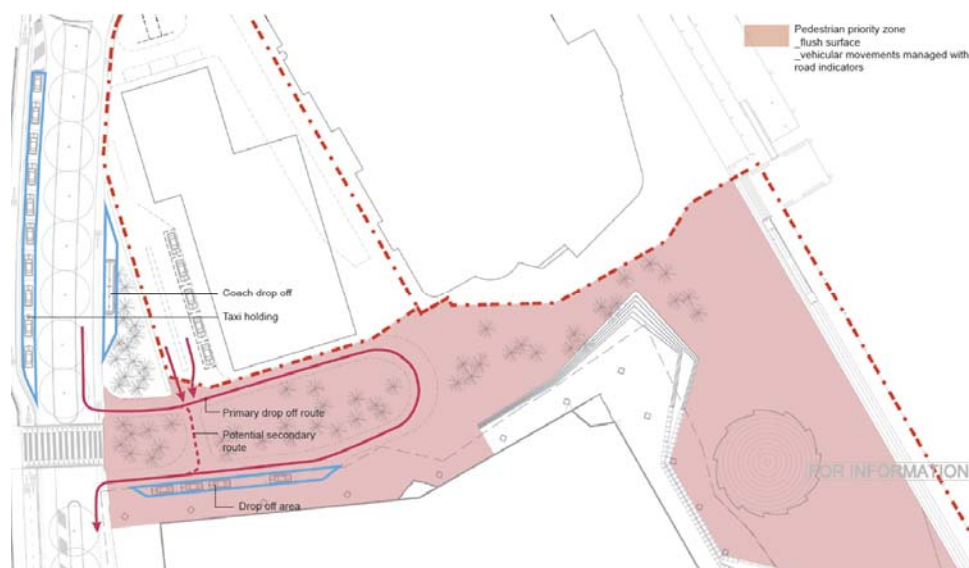 Pedestrian priority zone
_flush surface
_vehicular movements managed with
road indicators
Coach drop off
Taxi holding
Primary drop off route
Potential secondary
route
FOR INFORMATION
Drop off area